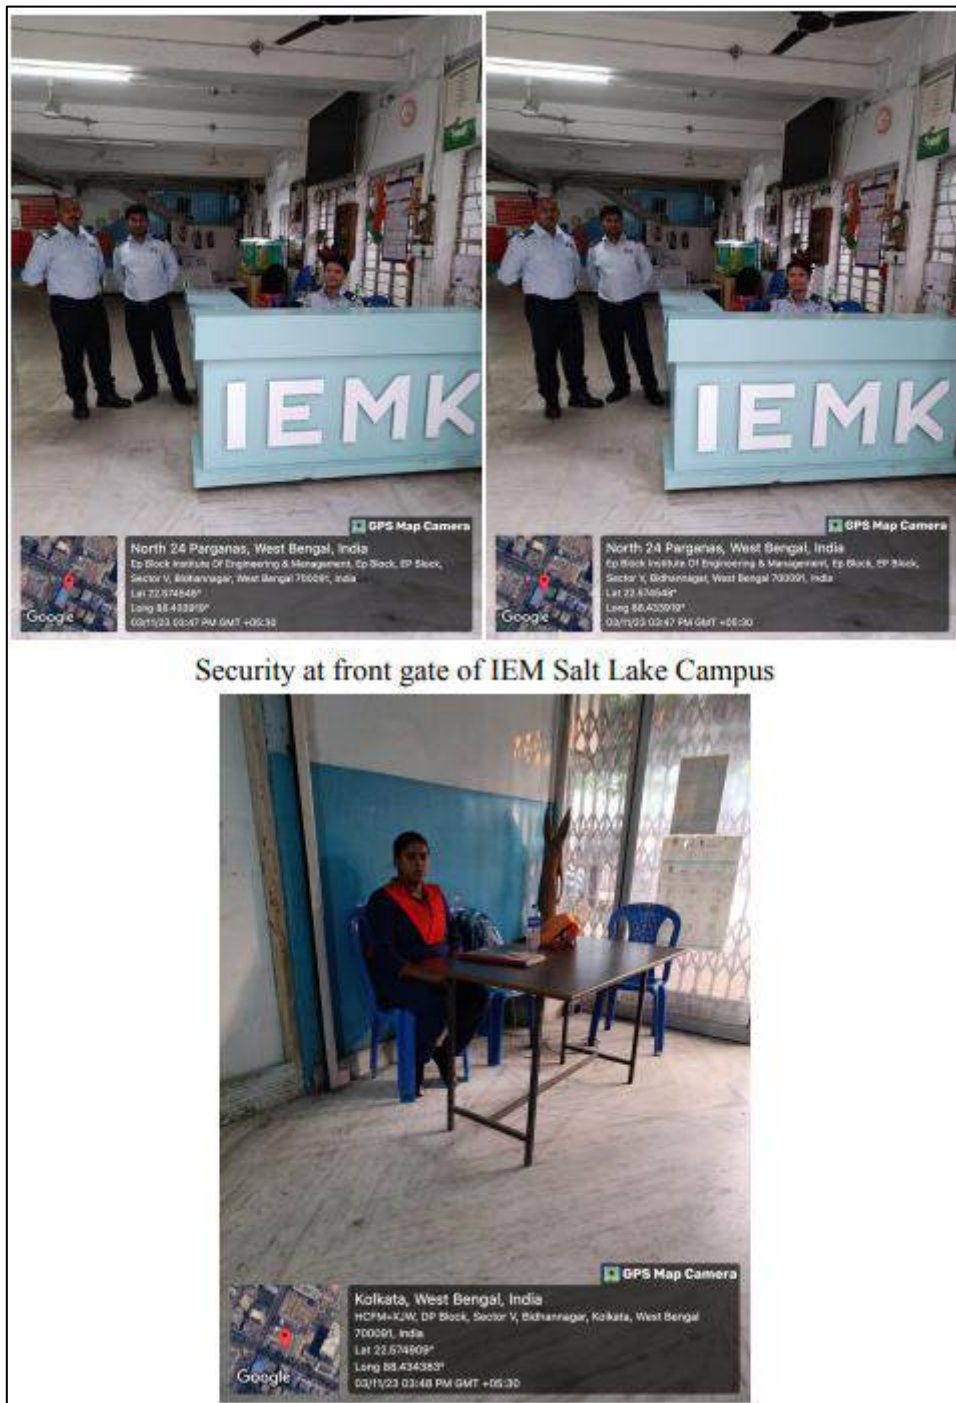 IEMK
GPS Map Camera
North 24 Parganas, West Bengal, India
Ep Block Institute Of Engineering & Management, Ep Block, EP Block,
Sector V, Bidhannagar, West Bengal 700091, India
Lat 22.574548°
Long 88.433919°
03/11/23 03:47 PM GMT +05:30
Google
IEMK
GPS Map Camera
North 24 Parganas, West Bengal, India
Ep Block Institute Of Engineering & Management, Ep Block, EP Block,
Sector V, Bidhannagar, West Bengal 700091, India
Lat 22.574548°
Long 88.433919°
03/11/23 03:47 PM GMT +05:30
Google
Security at front gate of IEM Salt Lake Campus
GPS Map Camera
Kolkata, West Bengal, India
HCFM+XJW, DP Block, Sector V, Bidhannagar, Kolkata, West Bengal
700091, India
Lat 22.574909°
Long 88.434383°
03/11/23 03:48 PM GMT +05:30
Google